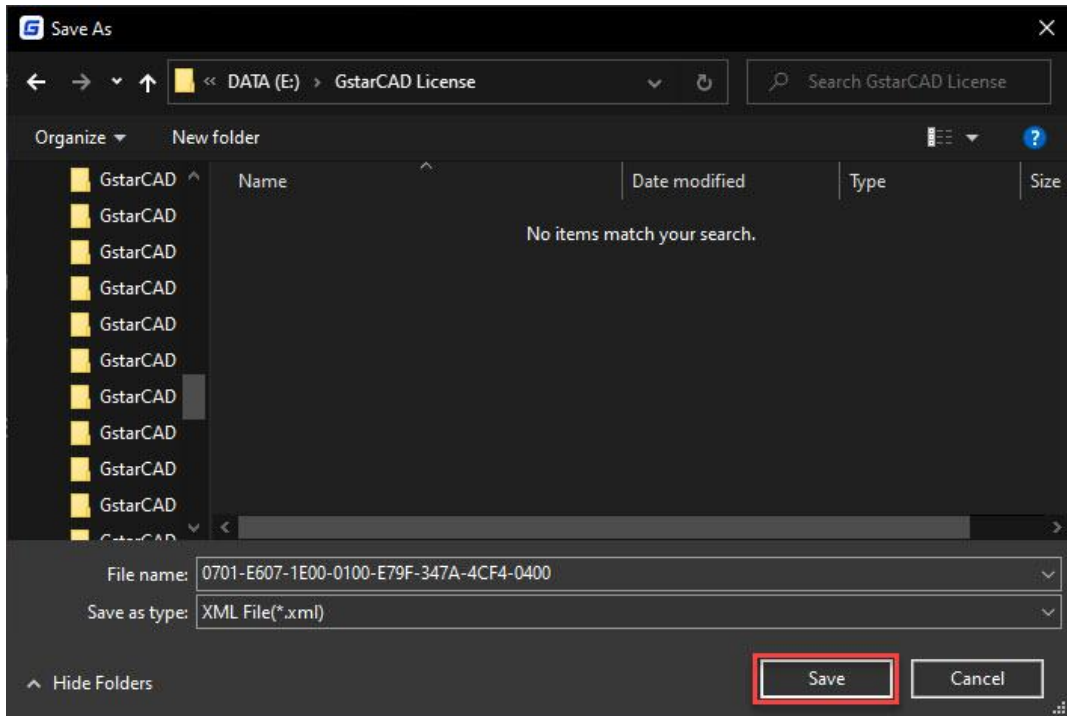 Save As
« DATA (E:) › GstarCAD License
Search GstarCAD License
Organize
New folder
Name
Date modified
Type
Size
GstarCAD
GstarCAD
GstarCAD
GstarCAD
GstarCAD
GstarCAD
GstarCAD
GstarCAD
GstarCAD
GstarCAD
GstarCAD
No items match your search.
File name: 0701-E607-1E00-0100-E79F-347A-4CF4-0400
Save as type: XML File(*.xml)
Hide Folders
Save
Cancel